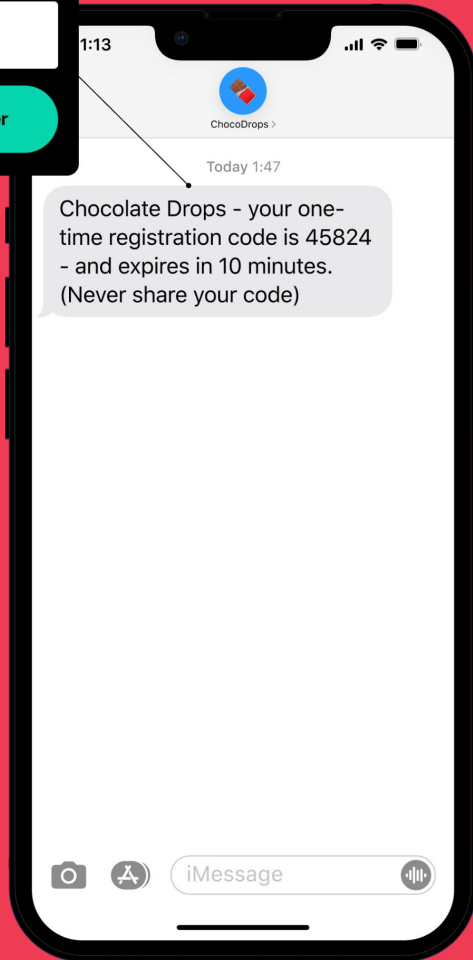 r
1:13
ChocoDrops >
Today 1:47
Chocolate Drops - your one-
time registration code is 45824
- and expires in 10 minutes.
(Never share your code)
iMessage